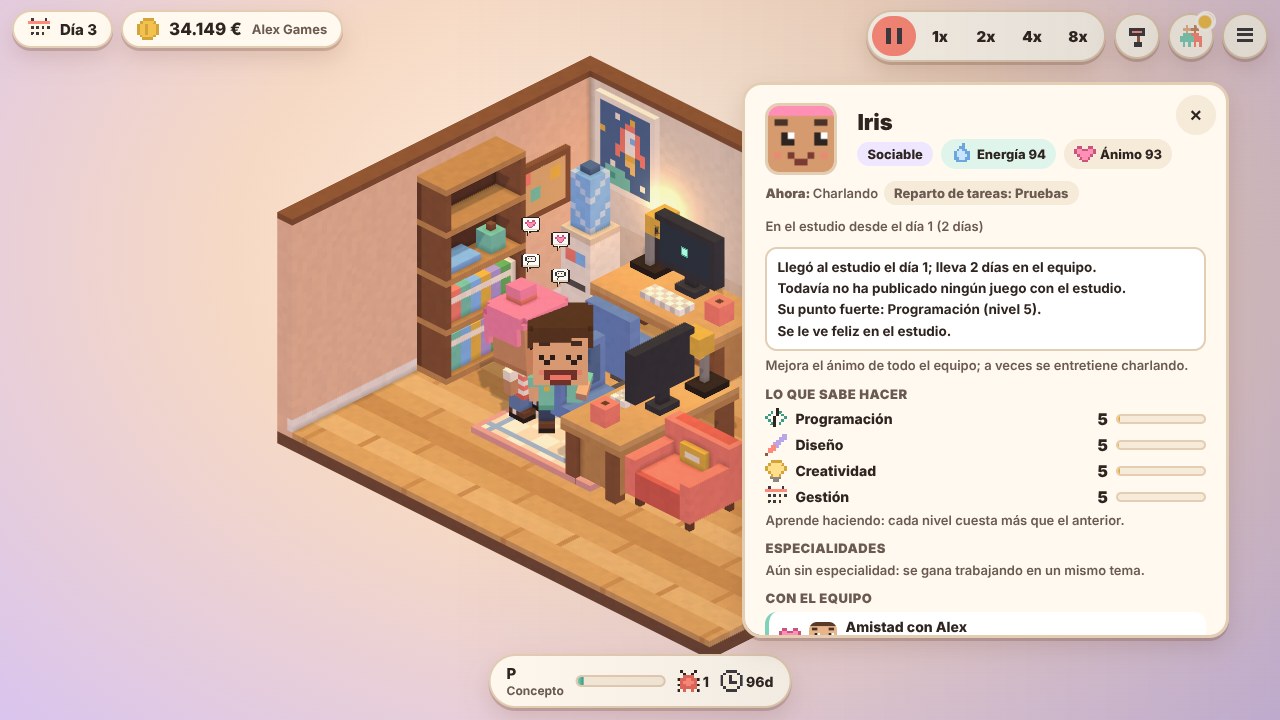 Día 3
34.149 € Alex Games
1x 2x 4x 8x
Iris
Sociable Energía 94 Ánimo 93
Ahora: Charlando Reparto de tareas: Pruebas
En el estudio desde el día 1 (2 días)
Llegó al estudio el día 1; lleva 2 días en el equipo.
Todavía no ha publicado ningún juego con el estudio.
Su punto fuerte: Programación (nivel 5).
Se le ve feliz en el estudio.
Mejora el ánimo de todo el equipo; a veces se entretiene charlando.
LO QUE SABE HACER
Programación 5
Diseño 5
Creatividad 5
Gestión 5
Aprende haciendo: cada nivel cuesta más que el anterior.
ESPECIALIDADES
Aún sin especialidad: se gana trabajando en un mismo tema.
CON EL EQUIPO
Amistad con Alex
P
Concepto
1 96d